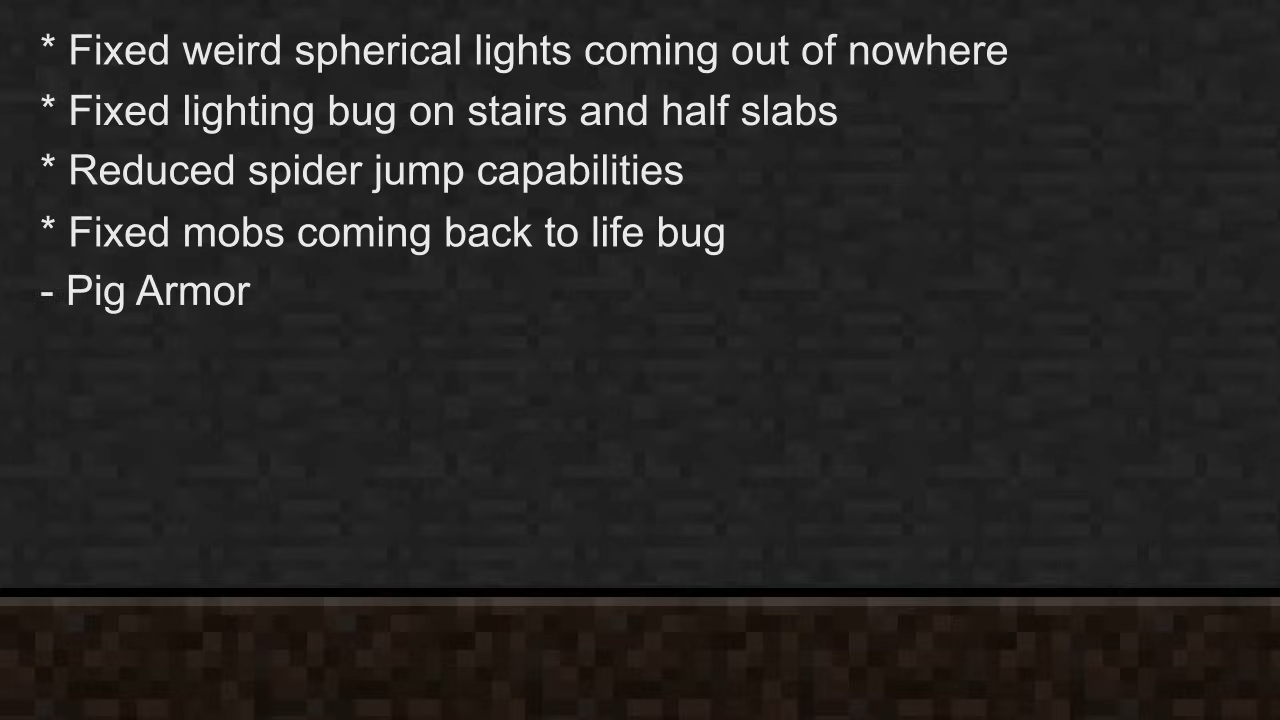 * Fixed weird spherical lights coming out of nowhere
* Fixed lighting bug on stairs and half slabs
* Reduced spider jump capabilities
* Fixed mobs coming back to life bug
- Pig Armor